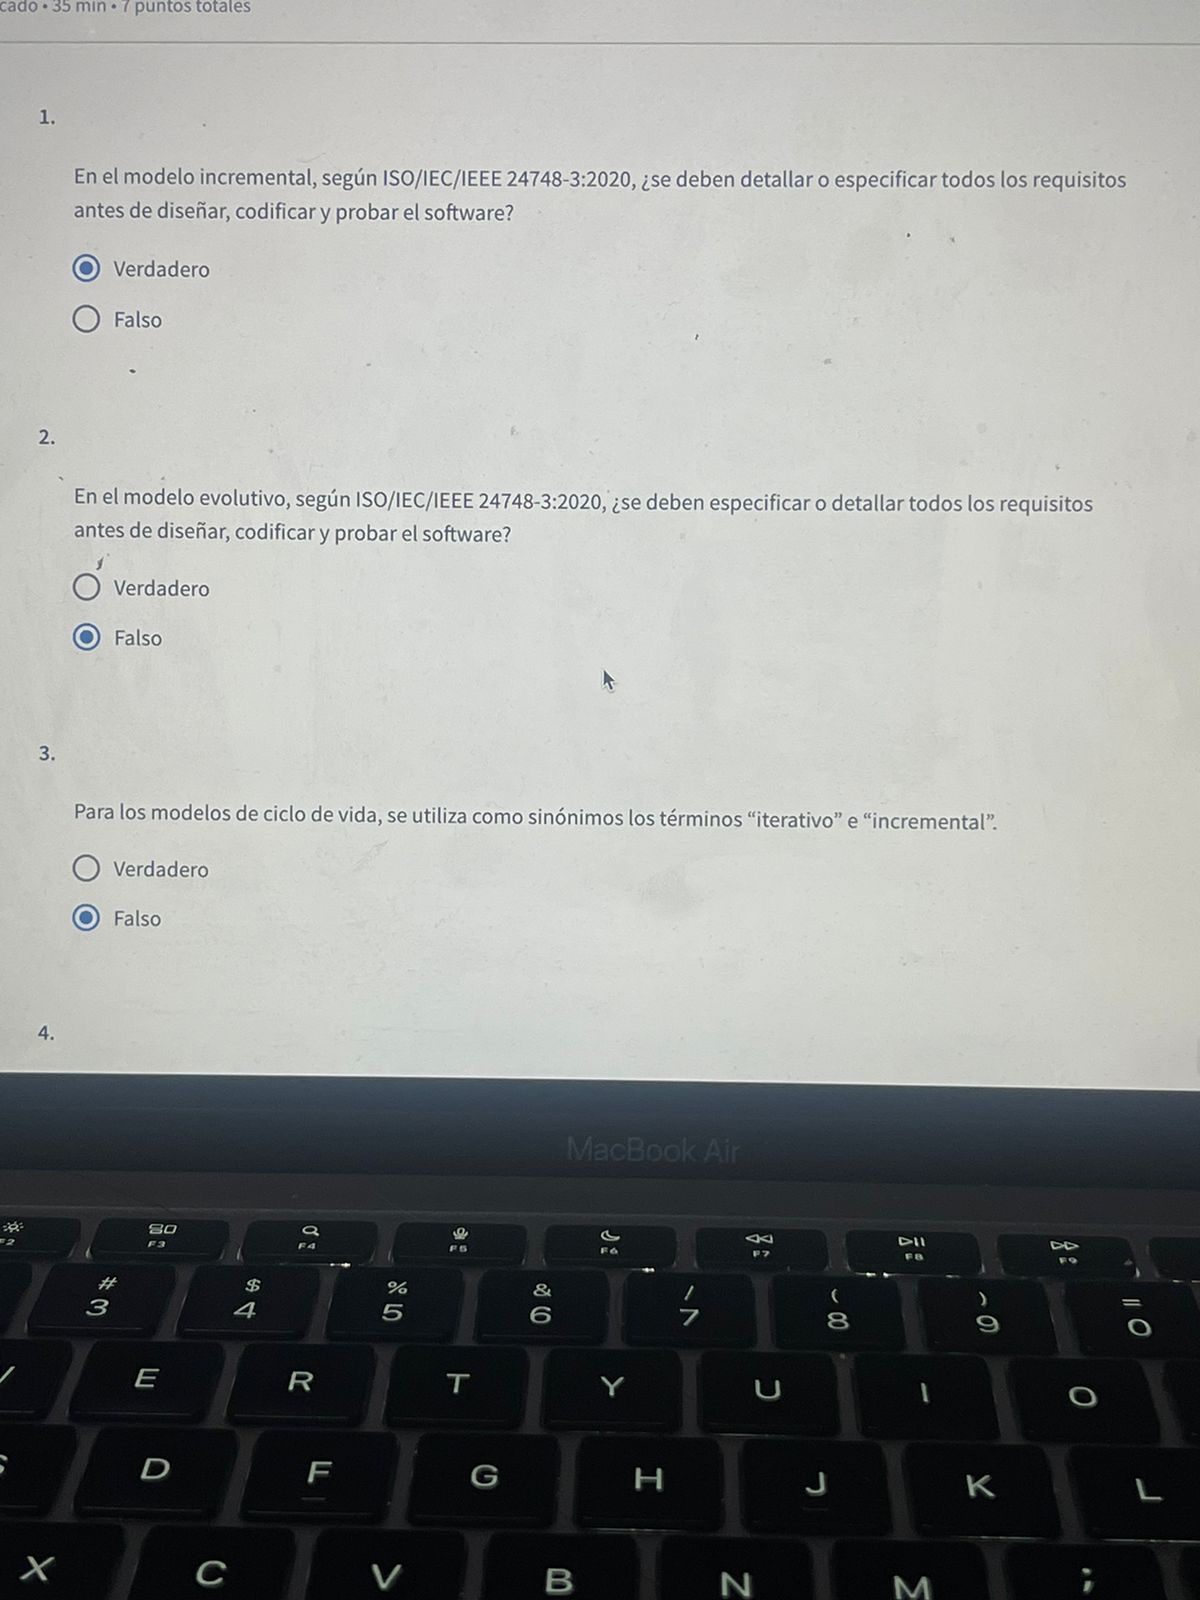 cado • 35 min • 7 puntos totales
1.
En el modelo incremental, según ISO/IEC/IEEE 24748-3:2020, ¿se deben detallar o especificar todos los requisitos
antes de diseñar, codificar y probar el software?
Verdadero
Falso
2.
En el modelo evolutivo, según ISO/IEC/IEEE 24748-3:2020, ¿se deben especificar o detallar todos los requisitos
antes de diseñar, codificar y probar el software?
Verdadero
Falso
3.
Para los modelos de ciclo de vida, se utiliza como sinónimos los términos “iterativo” e “incremental”.
Verdadero
Falso
4.
MacBook Air
F2 F3 F4 F5 F6 F7 F8 F9
# $ % & / ( ) =
3 4 5 6 7 8 9 0
E R T Y U I O
D F G H J K L
X C V B N M ;